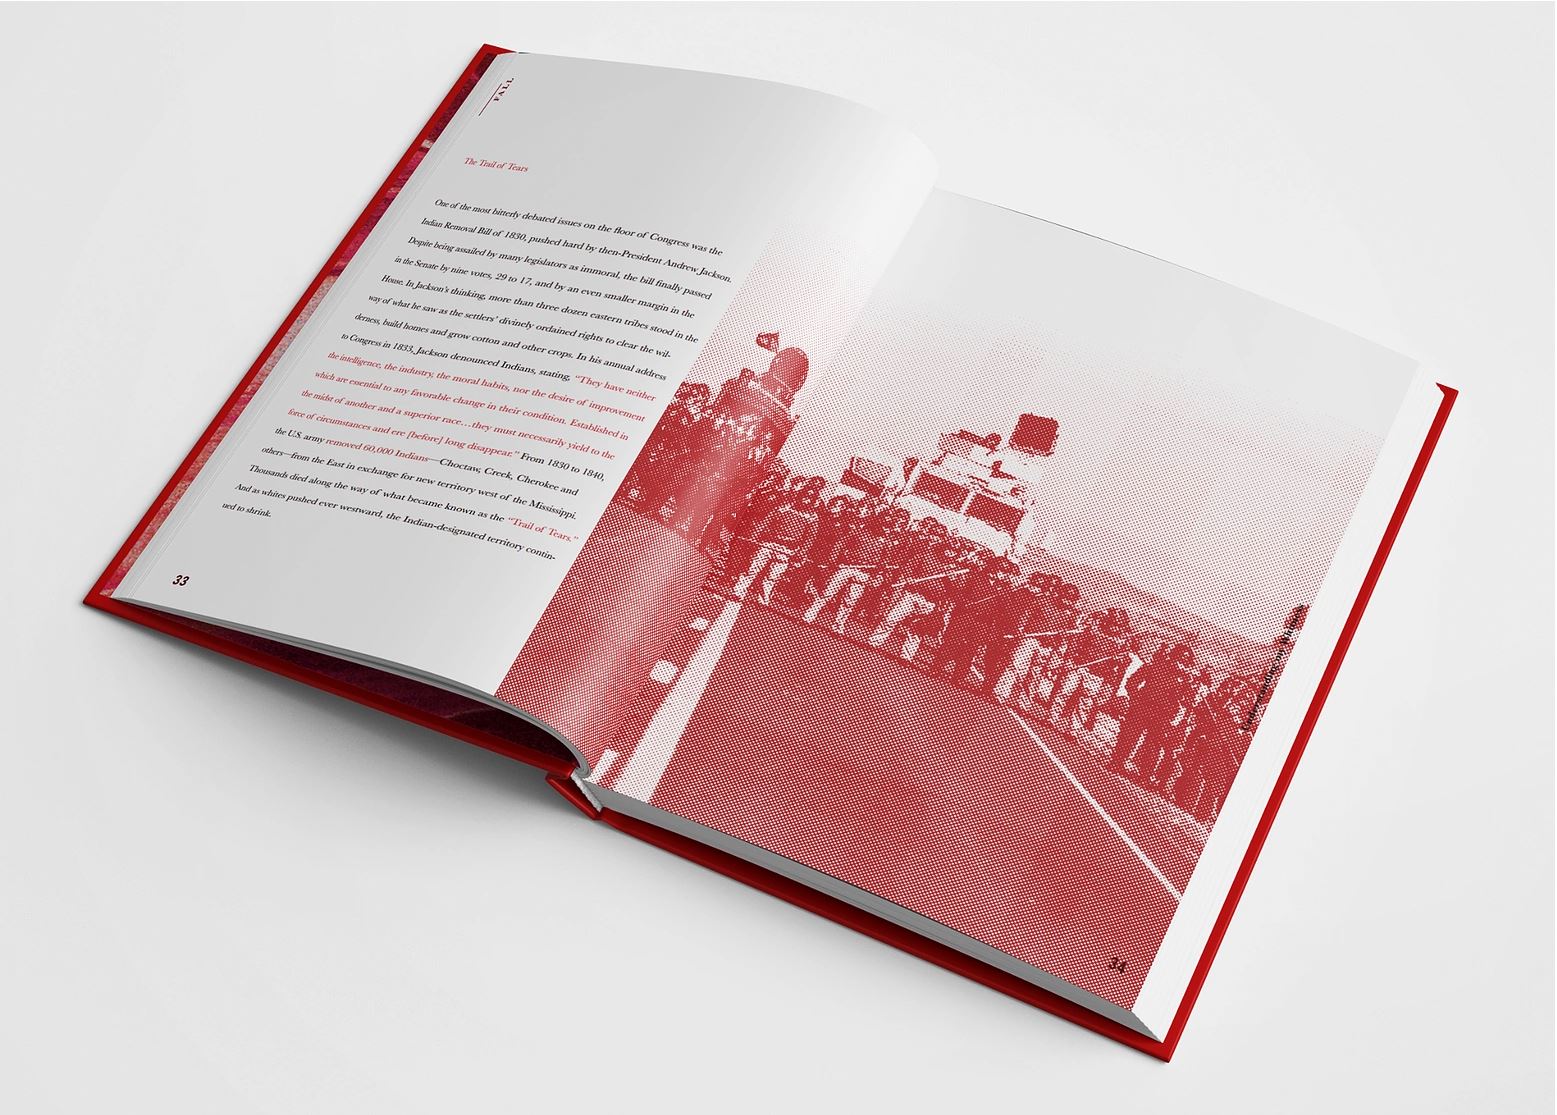 FALL
The Trail of Tears
One of the most bitterly debated issues on the floor of Congress was the
Indian Removal Bill of 1830, pushed hard by then-President Andrew Jackson.
Despite being assailed by many legislators as immoral, the bill finally passed
in the Senate by nine votes, 29 to 17, and by an even smaller margin in the
House. In Jackson's thinking, more than three dozen eastern tribes stood in the
way of what he saw as the settlers' divinely ordained rights to clear the wil-
derness, build homes and grow cotton and other crops. In his annual address
to Congress in 1833, Jackson denounced Indians, stating, "They have neither
the intelligence, the industry, the moral habits, nor the desire of improvement
which are essential to any favorable change in their condition. Established in
the midst of another and a superior race…they must necessarily yield to the
force of circumstances and ere [before] long disappear." From 1830 to 1840,
the U.S. army removed 60,000 Indians—Choctaw, Creek, Cherokee and
others—from the East in exchange for new territory west of the Mississippi.
Thousands died along the way of what became known as the "Trail of Tears."
And as whites pushed ever westward, the Indian-designated territory contin-
ued to shrink.
33
34